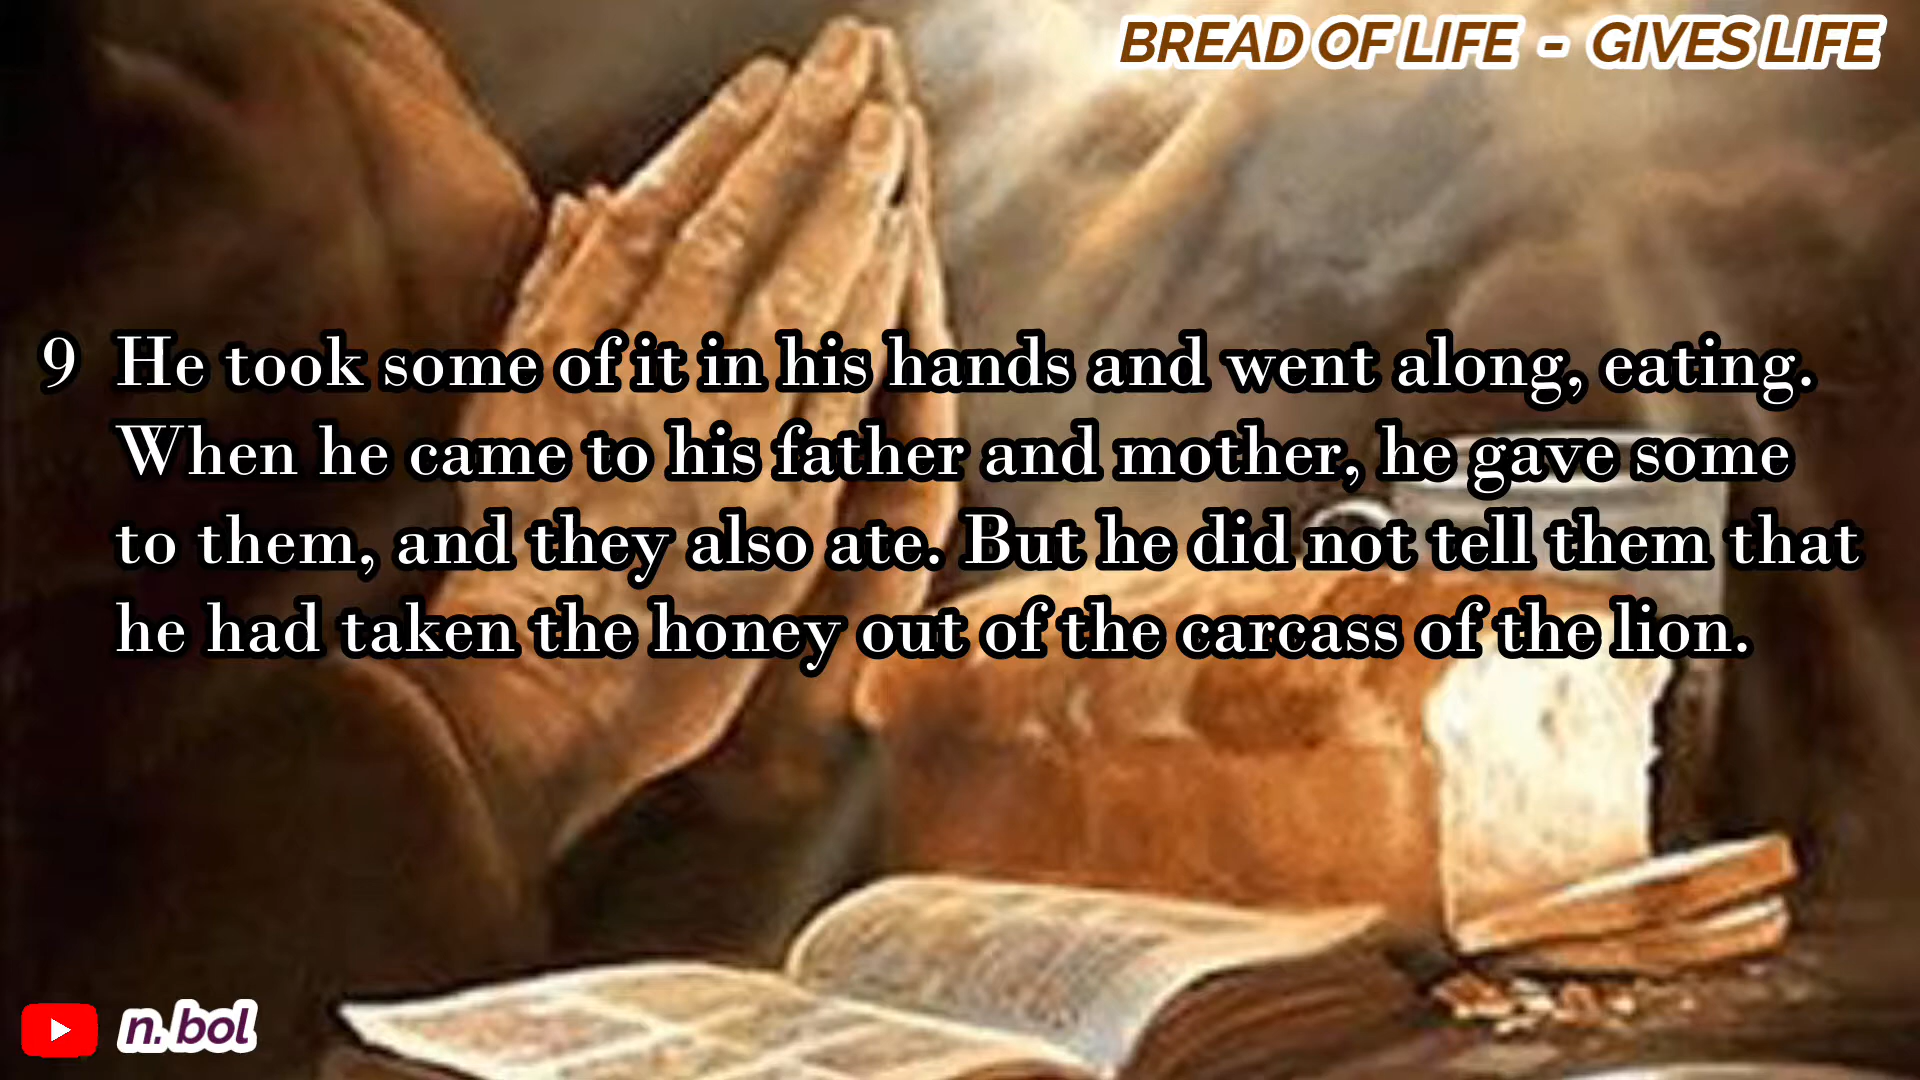 BREAD OF LIFE - GIVES LIFE
9 He took some of it in his hands and went along, eating.
When he came to his father and mother, he gave some
to them, and they also ate. But he did not tell them that
he had taken the honey out of the carcass of the lion.
n. bol